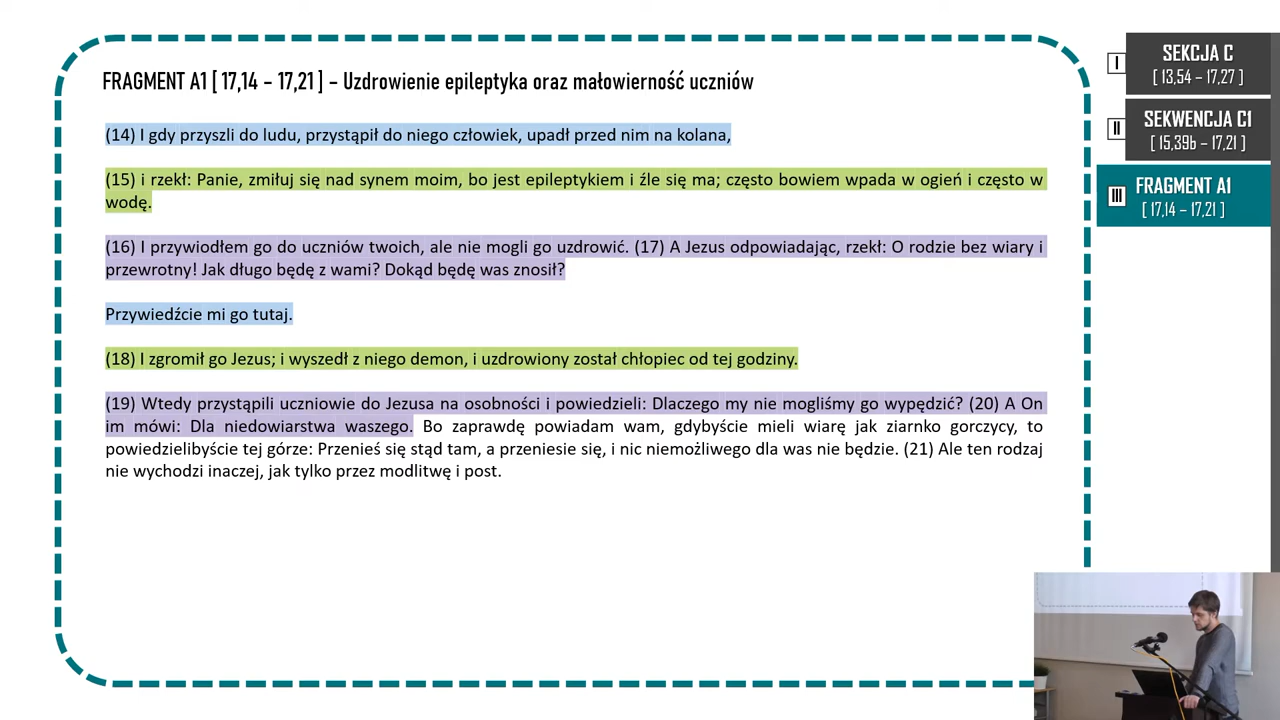 FRAGMENT A1 [ 17,14 – 17,21 ] – Uzdrowienie epileptyka oraz małowierność uczniów
(14) I gdy przyszli do ludu, przystąpił do niego człowiek, upadł przed nim na kolana,
(15) i rzekł: Panie, zmiłuj się nad synem moim, bo jest epileptykiem i źle się ma; często bowiem wpada w ogień i często w
wodę.
(16) I przywiodłem go do uczniów twoich, ale nie mogli go uzdrowić. (17) A Jezus odpowiadając, rzekł: O rodzie bez wiary i
przewrotny! Jak długo będę z wami? Dokąd będę was znosił?
Przywiedźcie mi go tutaj.
(18) I zgromił go Jezus; i wyszedł z niego demon, i uzdrowiony został chłopiec od tej godziny.
(19) Wtedy przystąpili uczniowie do Jezusa na osobności i powiedzieli: Dlaczego my nie mogliśmy go wypędzić? (20) A On
im mówi: Dla niedowiarstwa waszego. Bo zaprawdę powiadam wam, gdybyście mieli wiarę jak ziarnko gorczycy, to
powiedzielibyście tej górze: Przenieś się stąd tam, a przeniesie się, i nic niemożliwego dla was nie będzie. (21) Ale ten rodzaj
nie wychodzi inaczej, jak tylko przez modlitwę i post.
I
SEKCJA C
[ 13,54 – 17,27 ]
II
SEKWENCJA C1
[ 15,39b – 17,21 ]
III
FRAGMENT A1
[ 17,14 – 17,21 ]